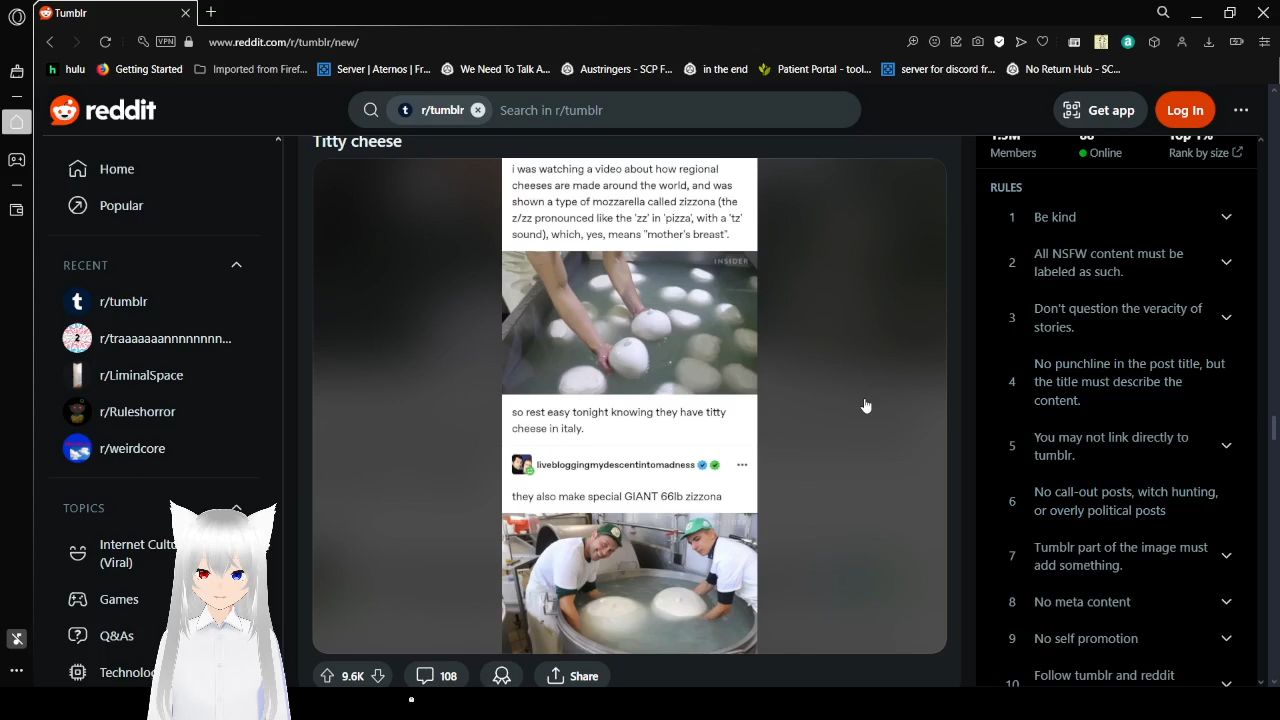 Tumblr
VPN
www.reddit.com/r/tumblr/new/
hulu
Getting Started
Imported from Firef...
Server | Aternos | Fr...
We Need To Talk A...
Austringers - SCP F...
in the end
Patient Portal - tool...
server for discord fr...
No Return Hub - SC...
reddit
r/tumblr
Search in r/tumblr
Get app
Log In
Home
Popular
RECENT
r/tumblr
r/traaaaaaannnnnnnn...
r/LiminalSpace
r/Ruleshorror
r/weirdcore
TOPICS
Internet Cultu
(Viral)
Games
Q&As
Technolo
Titty cheese
i was watching a video about how regional
cheeses are made around the world, and was
shown a type of mozzarella called zizzona (the
z/zz pronounced like the 'zz' in 'pizza', with a 'tz'
sound), which, yes, means "mother's breast".
INSIDER
so rest easy tonight knowing they have titty
cheese in italy.
livebloggingmydescentintomadness
they also make special GIANT 66lb zizzona
9.6K
108
Share
Members
Online
Top 1%
Rank by size
RULES
1 Be kind
2 All NSFW content must be
labeled as such.
3 Don't question the veracity of
stories.
4 No punchline in the post title, but
the title must describe the
content.
5 You may not link directly to
tumblr.
6 No call-out posts, witch hunting,
or overly political posts
7 Tumblr part of the image must
add something.
8 No meta content
9 No self promotion
10 Follow tumblr and reddit